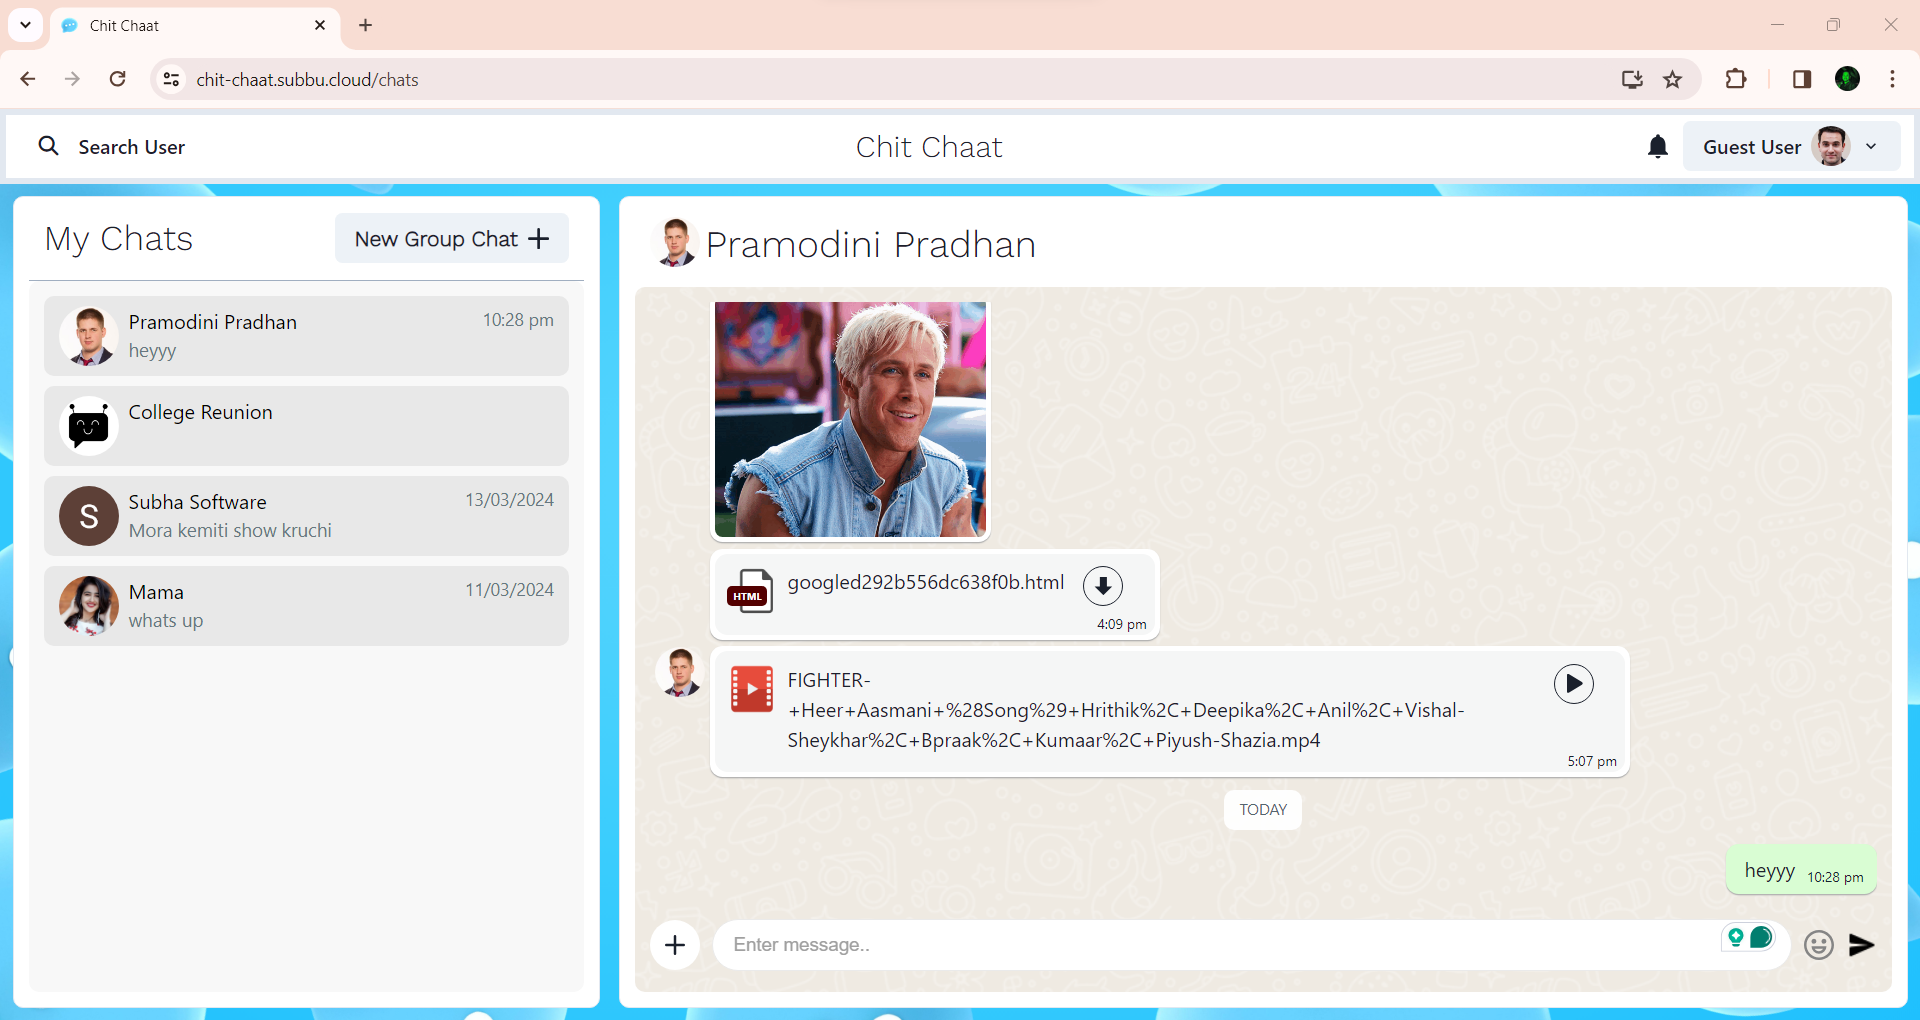 Chit Chaat
chit-chaat.subbu.cloud/chats
Search User
Chit Chaat
Guest User
My Chats
New Group Chat
Pramodini Pradhan
10:28 pm
heyyy
College Reunion
S
Subha Software
13/03/2024
Mora kemiti show kruchi
Mama
11/03/2024
whats up
Pramodini Pradhan
HTML
googled292b556dc638f0b.html
4:09 pm
FIGHTER-
+Heer+Aasmani+%28Song%29+Hrithik%2C+Deepika%2C+Anil%2C+Vishal-
Sheykhar%2C+Bpraak%2C+Kumaar%2C+Piyush-Shazia.mp4
5:07 pm
TODAY
heyyy 10:28 pm
Enter message..